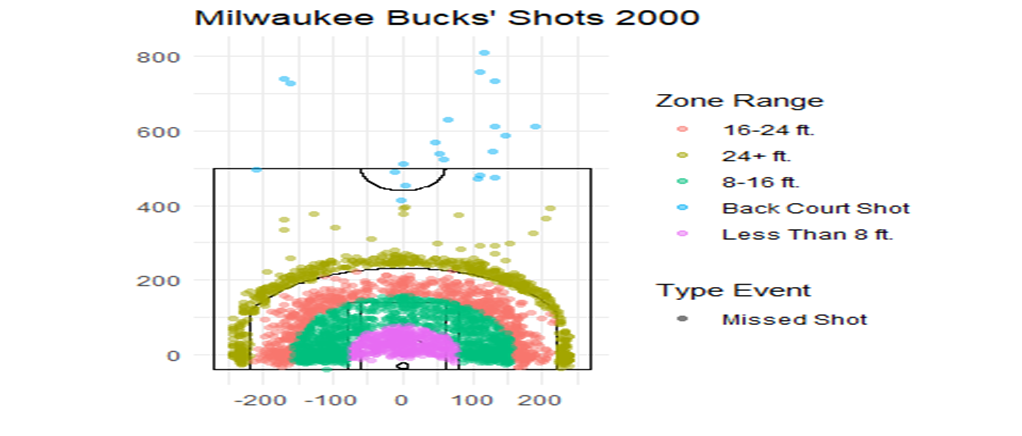 Milwaukee Bucks' Shots 2000
800
600
400
200
0
-200 -100 0 100 200
Zone Range
16-24 ft.
24+ ft.
8-16 ft.
Back Court Shot
Less Than 8 ft.
Type Event
Missed Shot